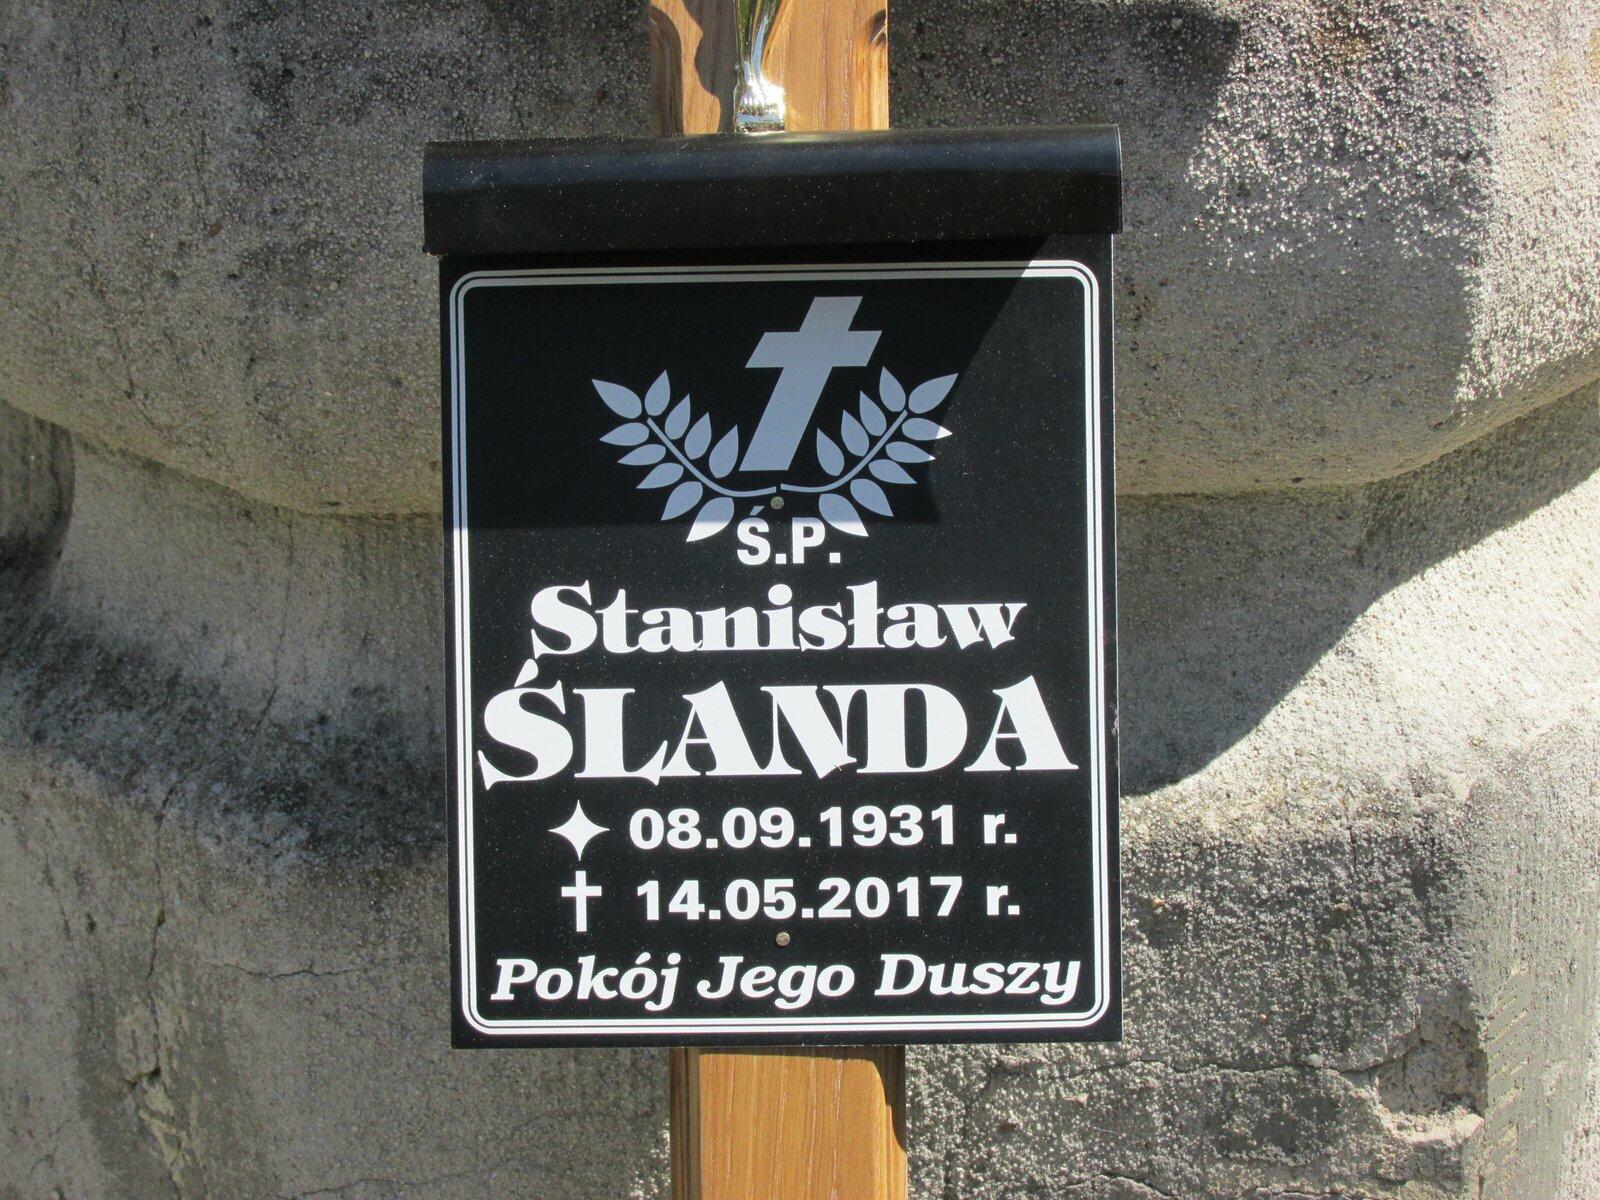 Ś.P.
Stanisław
ŚLANDA
08.09.1931 r.
14.05.2017 r.
Pokój Jego Duszy